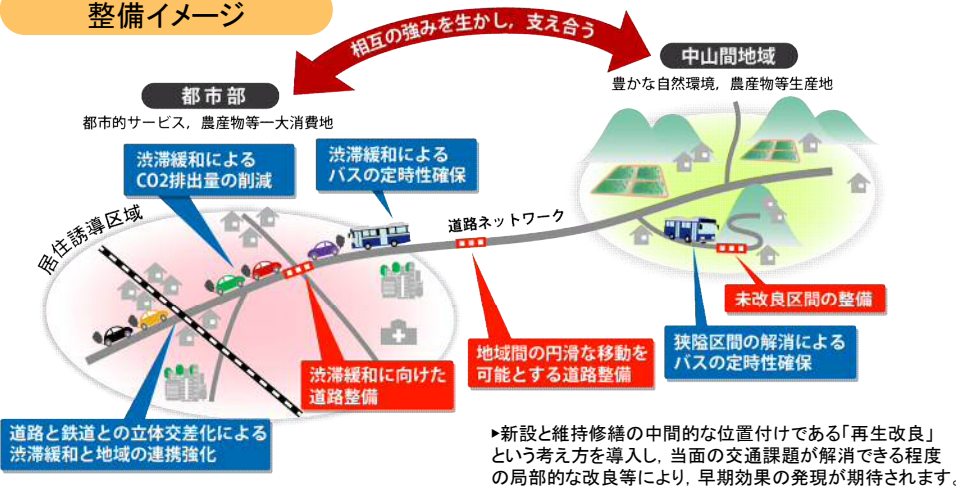 整備イメージ
相互の強みを生かし，支え合う
中山間地域
豊かな自然環境，農産物等生産地
都市部
都市的サービス，農産物等一大消費地
渋滞緩和による
CO2排出量の削減
渋滞緩和による
バスの定時性確保
居住誘導区域
道路ネットワーク
未改良区間の整備
狭隘区間の解消による
バスの定時性確保
地域間の円滑な移動を
可能とする道路整備
渋滞緩和に向けた
道路整備
道路と鉄道との立体交差化による
渋滞緩和と地域の連携強化
▶新設と維持修繕の中間的な位置付けである「再生改良」
という考え方を導入し，当面の交通課題が解消できる程度
の局部的な改良等により，早期効果の発現が期待されます。